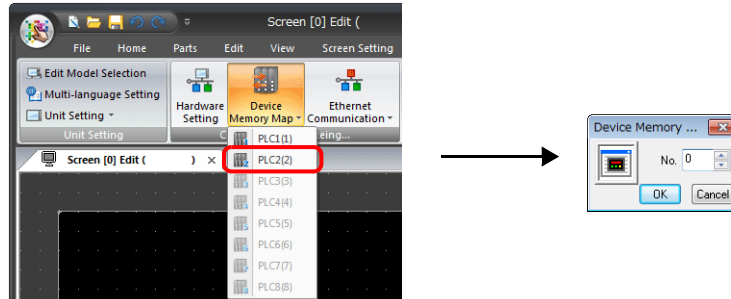 Screen [0] Edit (
File Home Parts Edit View Screen Setting
Edit Model Selection
Multi-language Setting
Unit Setting
Unit Setting
Hardware Setting
Device Memory Map
Ethernet Communication
C eing...
Screen [0] Edit ( ) ×
PLC1(1)
PLC2(2)
PLC3(3)
PLC4(4)
PLC5(5)
PLC6(6)
PLC7(7)
PLC8(8)
Device Memory ...
No. 0
OK Cancel